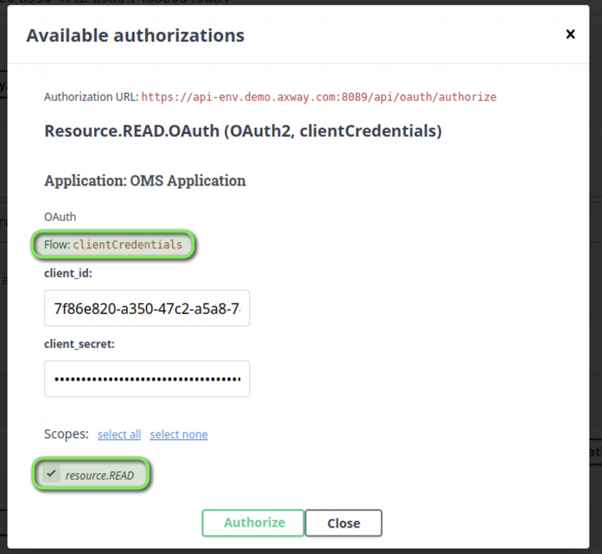 Available authorizations
Authorization URL: https://api-env.demo.axway.com:8089/api/oauth/authorize
Resource.READ.OAuth (OAuth2, clientCredentials)
Application: OMS Application
OAuth
Flow: clientCredentials
client_id:
7f86e820-a350-47c2-a5a8-7
client_secret:
Scopes: select all select none
resource.READ
Authorize Close